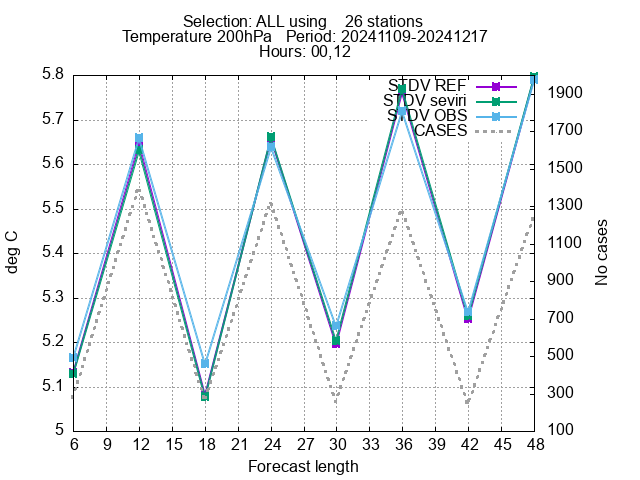 Selection: ALL using    26 stations
Temperature 200hPa   Period: 20241109-20241217
Hours: 00,12
5.8
5.7
5.6
5.5
5.4
5.3
5.2
5.1
5
deg C
STDV REF
STDV seviri
STDV OBS
CASES
1900
1700
1500
1300
1100
900
700
500
300
100
No cases
6 9 12 15 18 21 24 27 30 33 36 39 42 45 48
Forecast length